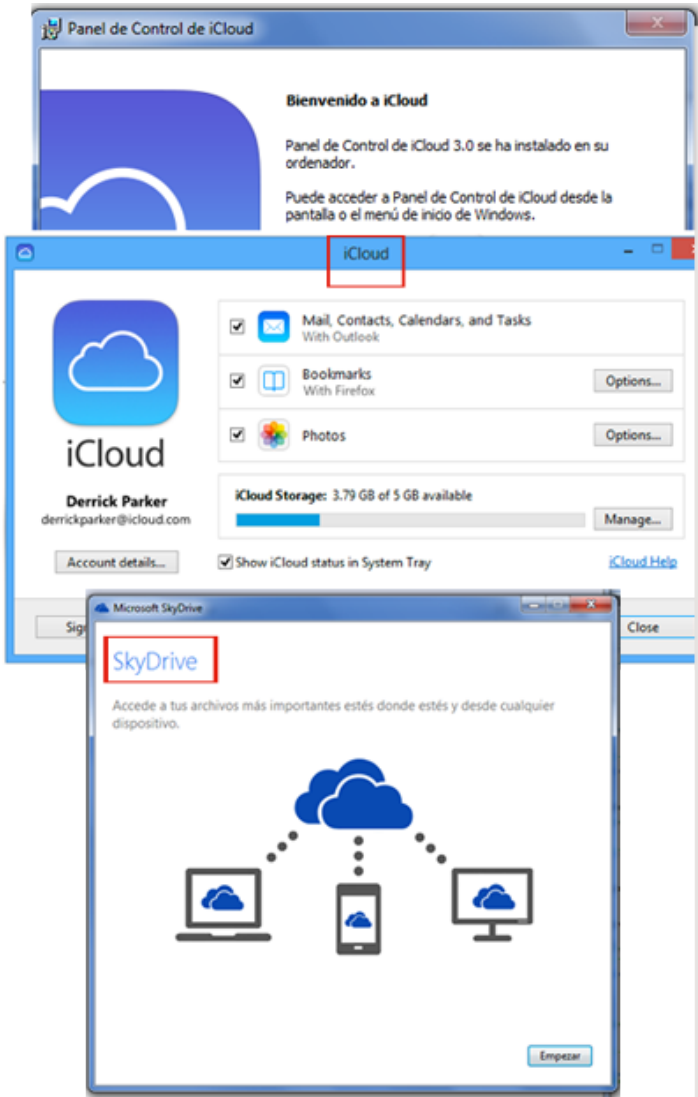 Panel de Control de iCloud
Bienvenido a iCloud
Panel de Control de iCloud 3.0 se ha instalado en su
ordenador.
Puede acceder a Panel de Control de iCloud desde la
pantalla o el menú de inicio de Windows.
iCloud
Mail, Contacts, Calendars, and Tasks
With Outlook
Bookmarks
With Firefox
Options...
Photos
Options...
iCloud
Derrick Parker
derrickparker@icloud.com
Account details...
iCloud Storage: 3.79 GB of 5 GB available
Manage...
Show iCloud status in System Tray
iCloud Help
Sig
Close
Microsoft SkyDrive
SkyDrive
Accede a tus archivos más importantes estés donde estés y desde cualquier
dispositivo.
Empezar